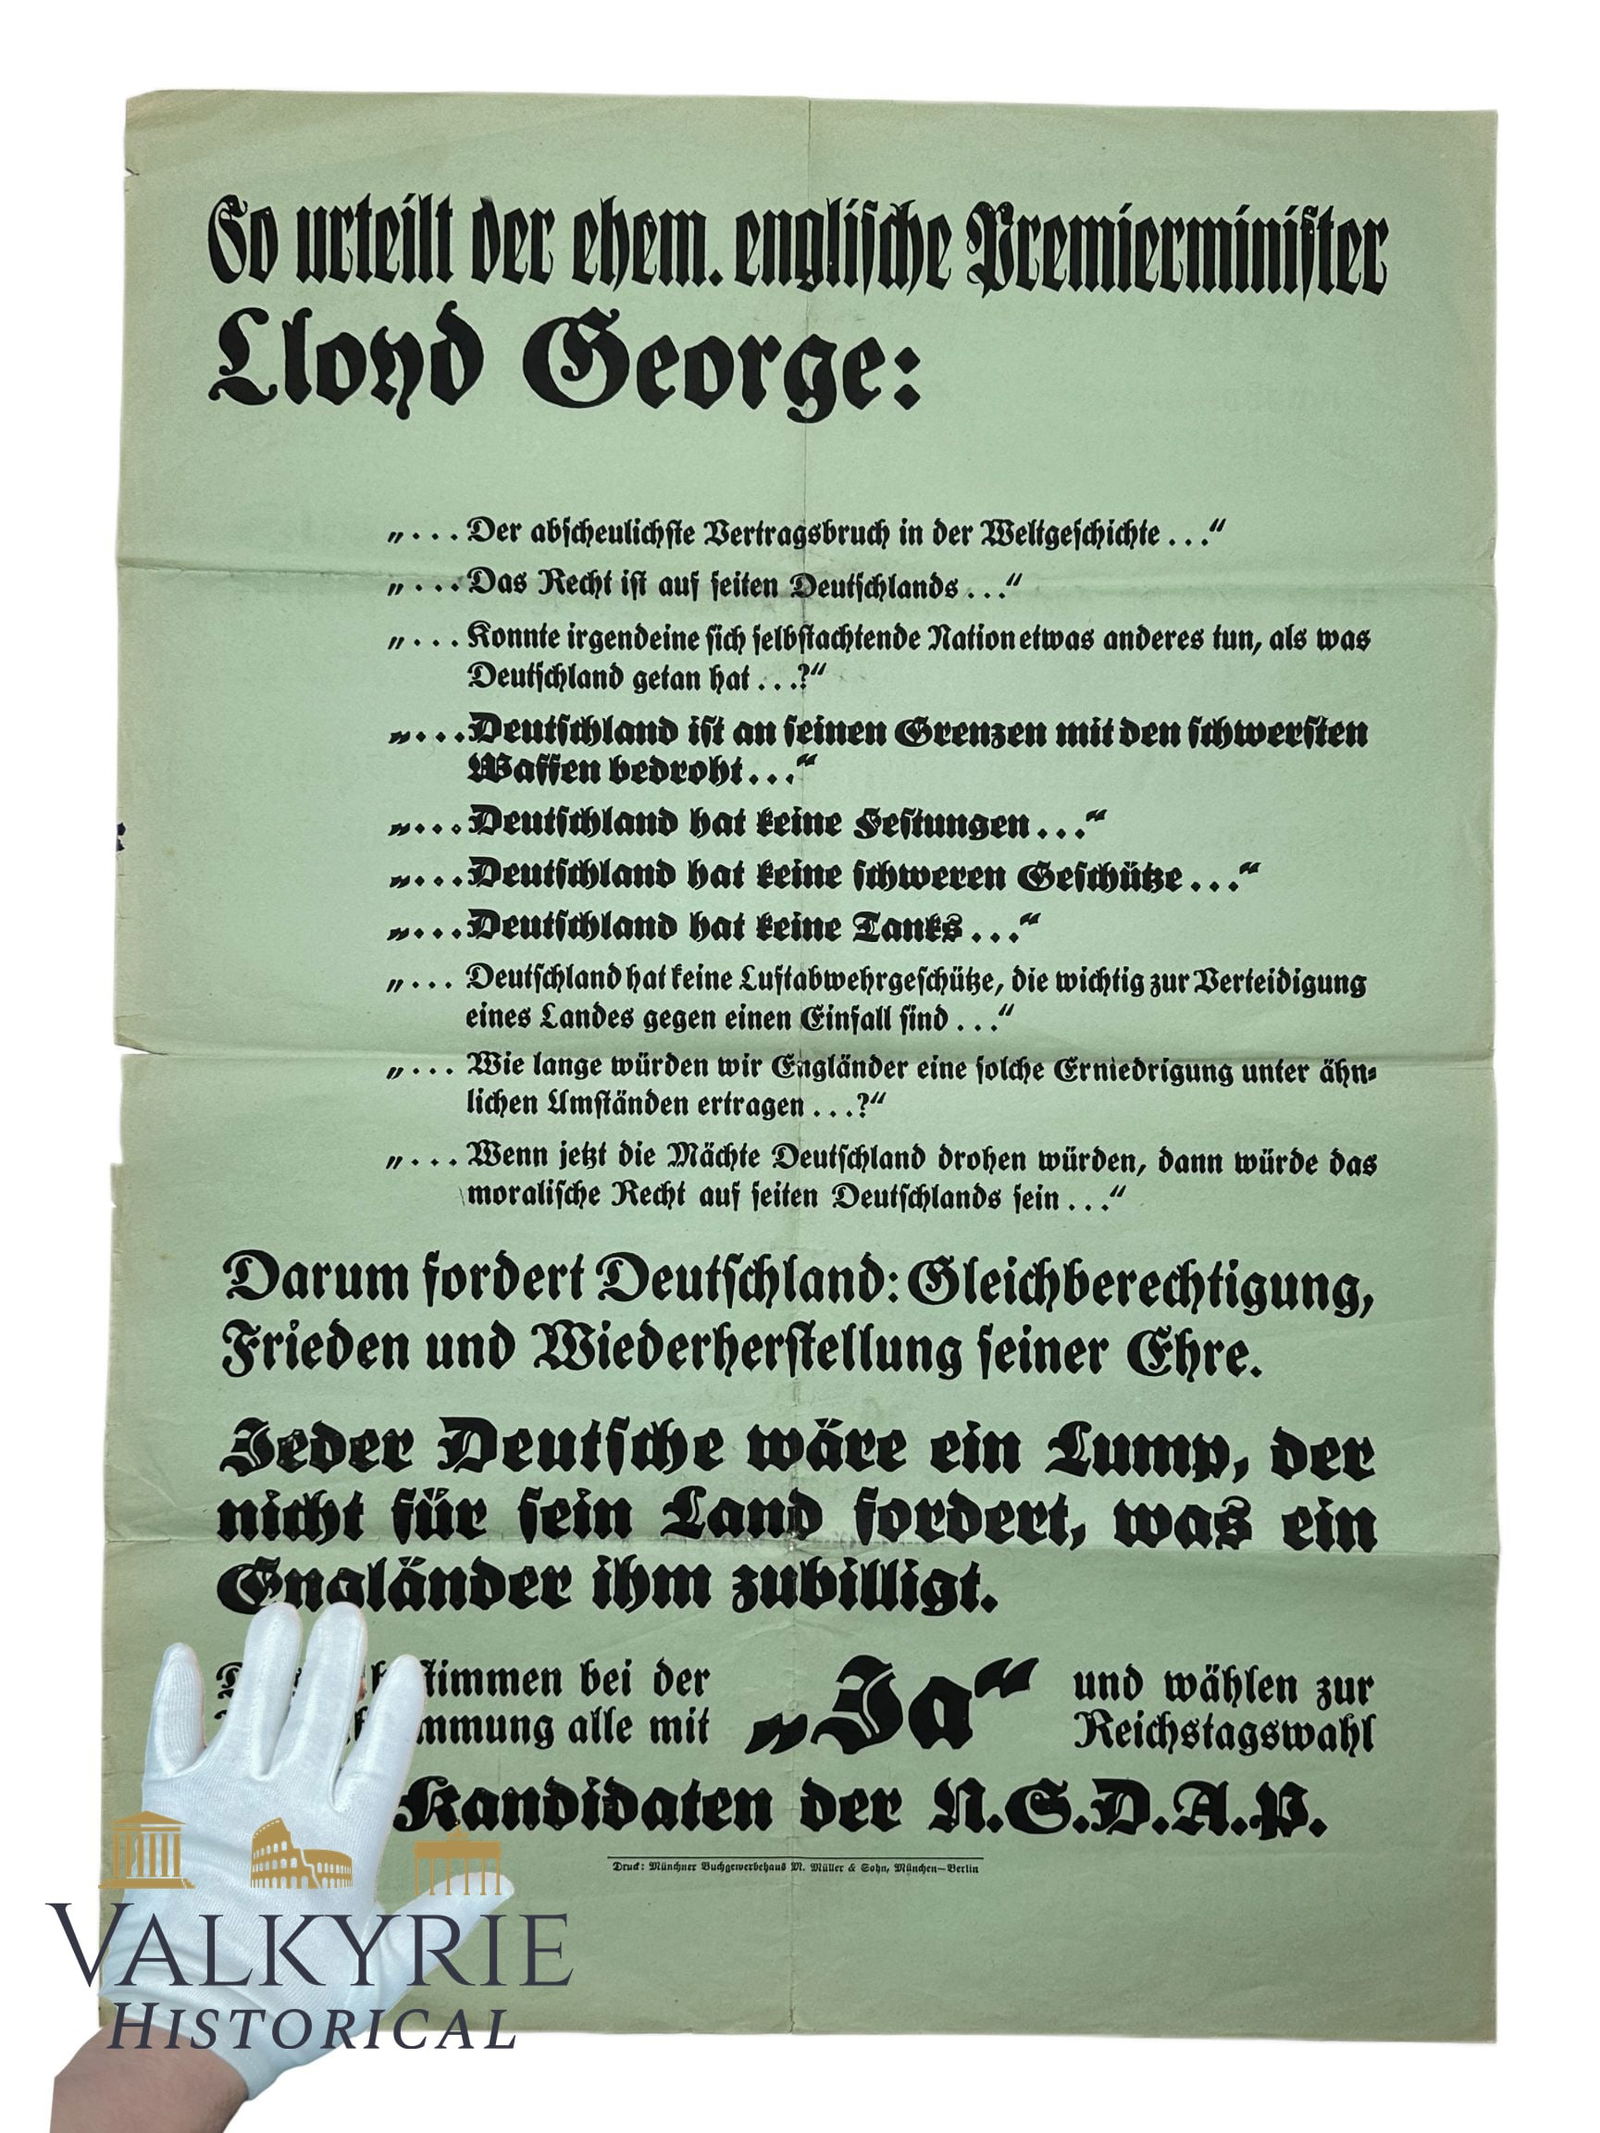 So urteilt der ehem. englische Premierminister
Lloyd George:
„... Der abscheulichste Vertragsbruch in der Weltgeschichte ...“
„... Das Recht ist auf seiten Deutschlands ...“
„... Konnte irgendeine sich selbstachtende Nation etwas anderes tun, als was
Deutschland getan hat ...?“
„... Deutschland ist an seinen Grenzen mit den schwersten
Waffen bedroht ...“
„... Deutschland hat keine Festungen ...“
„... Deutschland hat keine schweren Geschütze ...“
„... Deutschland hat keine Tanks ...“
„... Deutschland hat keine Luftabwehrgeschütze, die wichtig zur Verteidigung
eines Landes gegen einen Einfall sind ...“
„... Wie lange würden wir Engländer eine solche Erniedrigung unter ähn-
lichen Umständen ertragen ...?“
„... Wenn jetzt die Mächte Deutschland drohen würden, dann würde das
moralische Recht auf seiten Deutschlands sein ...“
Darum fordert Deutschland: Gleichberechtigung,
Frieden und Wiederherstellung seiner Ehre.
Jeder Deutsche wäre ein Lump, der
nicht für sein Land fordert, was ein
Engländer ihm zubilligt.
stimmen bei der
mmung alle mit
„Ja“
und wählen zur
Reichstagswahl
Kandidaten der N.S.D.A.P.
Druck: Münchner Buchgewerbehaus M. Müller & Sohn, München—Berlin
VALKYRIE
HISTORICAL